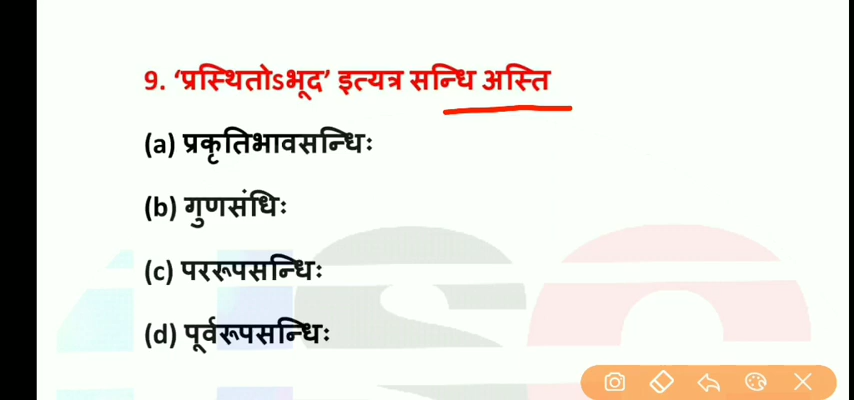 9. ‘प्रस्थितोऽभूद’ इत्यत्र सन्धि अस्ति
(a) प्रकृतिभावसन्धिः
(b) गुणसंधिः
(c) पररूपसन्धिः
(d) पूर्वरूपसन्धिः